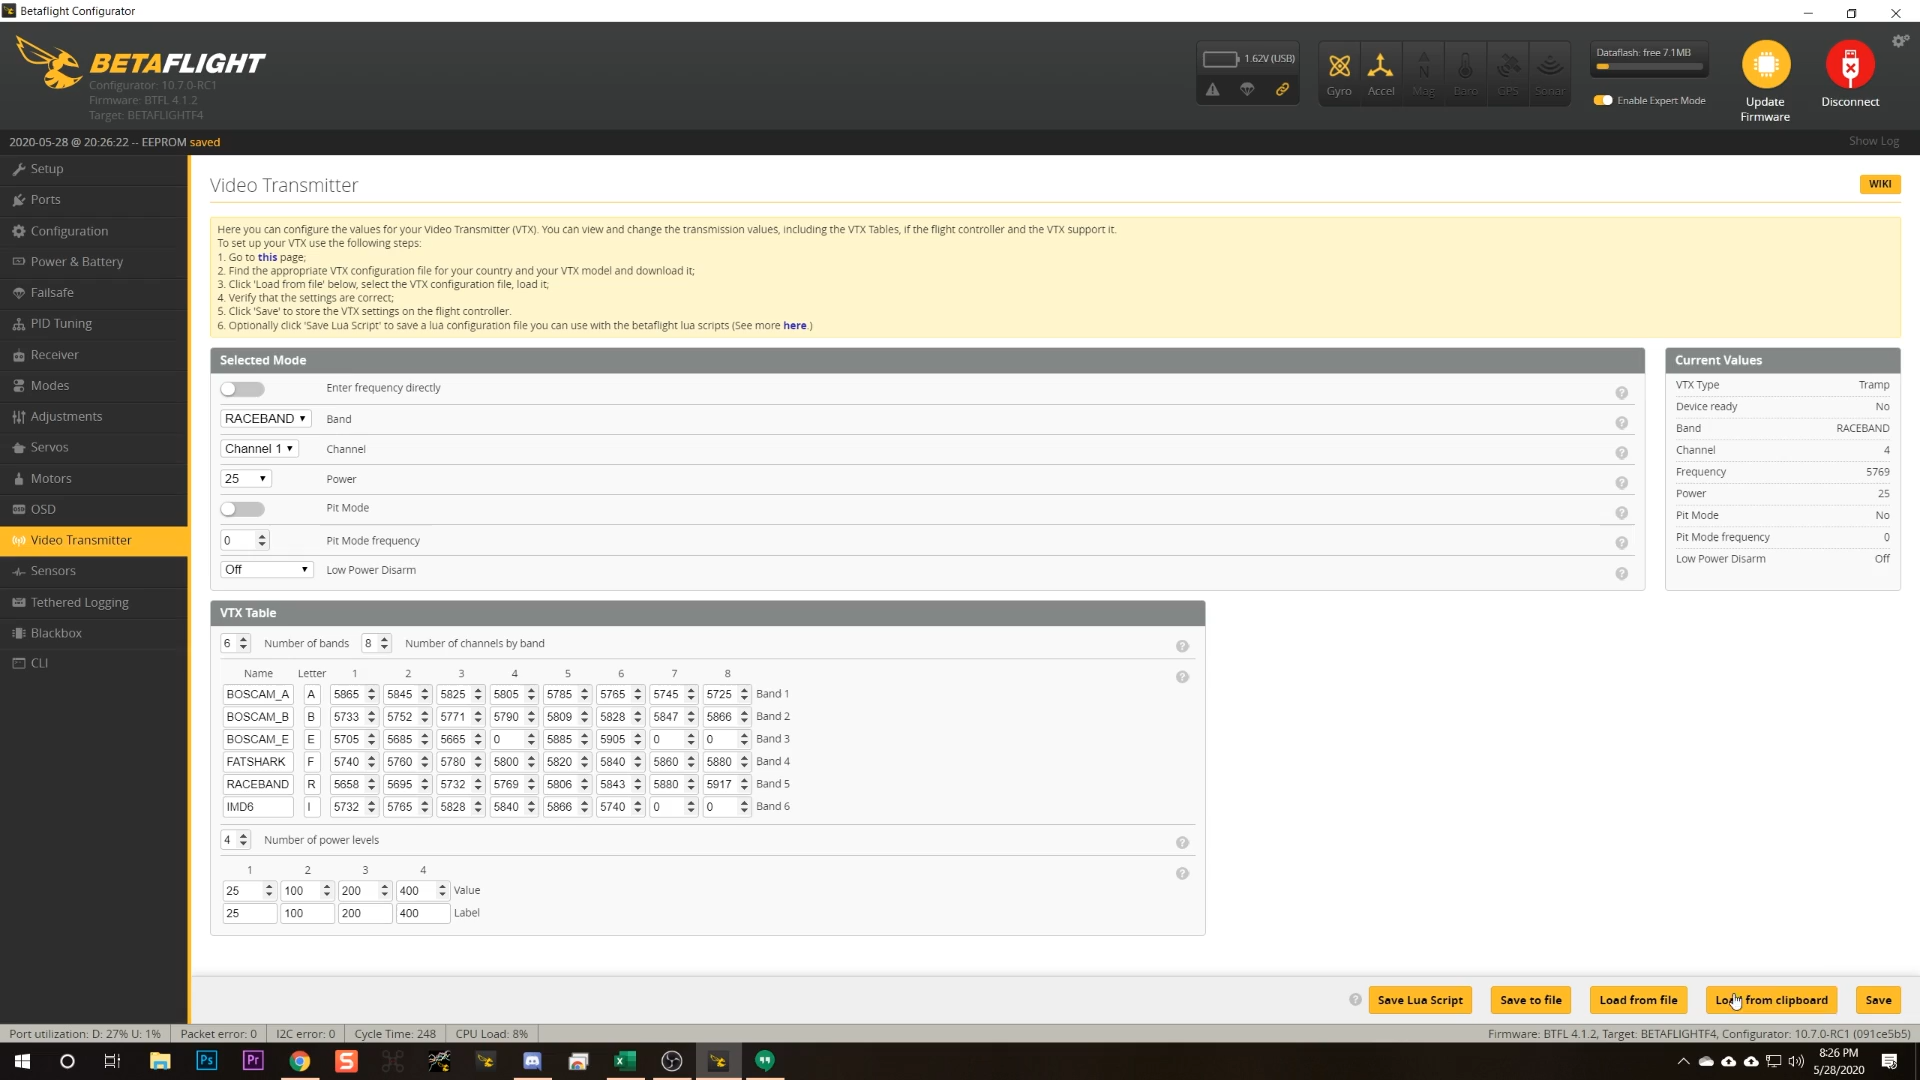 Betaflight Configurator
BETAFLIGHT
Configurator: 10.7.0-RC1
Firmware: BTFL 4.1.2
Target: BETAFLIGHTF4
1.62V (USB)
Gyro
Accel
Mag
Baro
GPS
Sonar
Dataflash: free 7.1MB
Enable Expert Mode
Update
Firmware
Disconnect
2020-05-28 @ 20:26:22 -- EEPROM saved
Show Log
Setup
Ports
Configuration
Power & Battery
Failsafe
PID Tuning
Receiver
Modes
Adjustments
Servos
Motors
OSD
Video Transmitter
Sensors
Tethered Logging
Blackbox
CLI
Video Transmitter
WIKI
Here you can configure the values for your Video Transmitter (VTX). You can view and change the transmission values, including the VTX Tables, if the flight controller and the VTX support it.
To set up your VTX use the following steps:
1. Go to this page;
2. Find the appropriate VTX configuration file for your country and your VTX model and download it;
3. Click 'Load from file' below, select the VTX configuration file, load it;
4. Verify that the settings are correct;
5. Click 'Save' to store the VTX settings on the flight controller.
6. Optionally click 'Save Lua Script' to save a lua configuration file you can use with the betaflight lua scripts (See more here.)
Selected Mode
Enter frequency directly
RACEBAND Band
Channel 1 Channel
25 Power
Pit Mode
0 Pit Mode frequency
Off Low Power Disarm
Current Values
VTX Type Tramp
Device ready No
Band RACEBAND
Channel 4
Frequency 5769
Power 25
Pit Mode No
Pit Mode frequency 0
Low Power Disarm Off
VTX Table
6 Number of bands 8 Number of channels by band
Name Letter 1 2 3 4 5 6 7 8
BOSCAM_A A 5865 5845 5825 5805 5785 5765 5745 5725 Band 1
BOSCAM_B B 5733 5752 5771 5790 5809 5828 5847 5866 Band 2
BOSCAM_E E 5705 5685 5665 0 5885 5905 0 0 Band 3
FATSHARK F 5740 5760 5780 5800 5820 5840 5860 5880 Band 4
RACEBAND R 5658 5695 5732 5769 5806 5843 5880 5917 Band 5
IMD6 I 5732 5765 5828 5840 5866 5740 0 0 Band 6
4 Number of power levels
1 2 3 4
25 100 200 400 Value
25 100 200 400 Label
Save Lua Script
Save to file
Load from file
Load from clipboard
Save
Port utilization: D: 27% U: 1% Packet error: 0 I2C error: 0 Cycle Time: 248 CPU Load: 8%
Firmware: BTFL 4.1.2, Target: BETAFLIGHTF4, Configurator: 10.7.0-RC1 (091ce5b5)
Ps
Pr
S
8:26 PM
5/28/2020